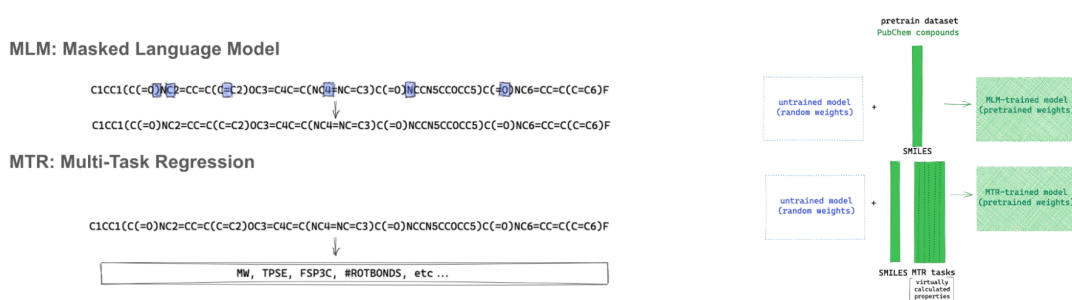 MLM: Masked Language Model
C1CC1(C(=O)NC2=CC=C(C=C2)OC3=C4C=C(NC4=NC=C3)C(=O)NCCN5CCOCC5)C(=O)NC6=CC=C(C=C6)F
C1CC1(C(=O)NC2=CC=C(C=C2)OC3=C4C=C(NC4=NC=C3)C(=O)NCCN5CCOCC5)C(=O)NC6=CC=C(C=C6)F
MTR: Multi-Task Regression
C1CC1(C(=O)NC2=CC=C(C=C2)OC3=C4C=C(NC4=NC=C3)C(=O)NCCN5CCOCC5)C(=O)NC6=CC=C(C=C6)F
MW, TPSE, FSP3C, #ROTBONDS, etc ...
pretrain dataset
PubChem compounds
untrained model
(random weights)
+
MLM-trained model
(pretrained weights)
SMILES
untrained model
(random weights)
+
MTR-trained model
(pretrained weights)
SMILES MTR tasks
virtually
calculated
properties